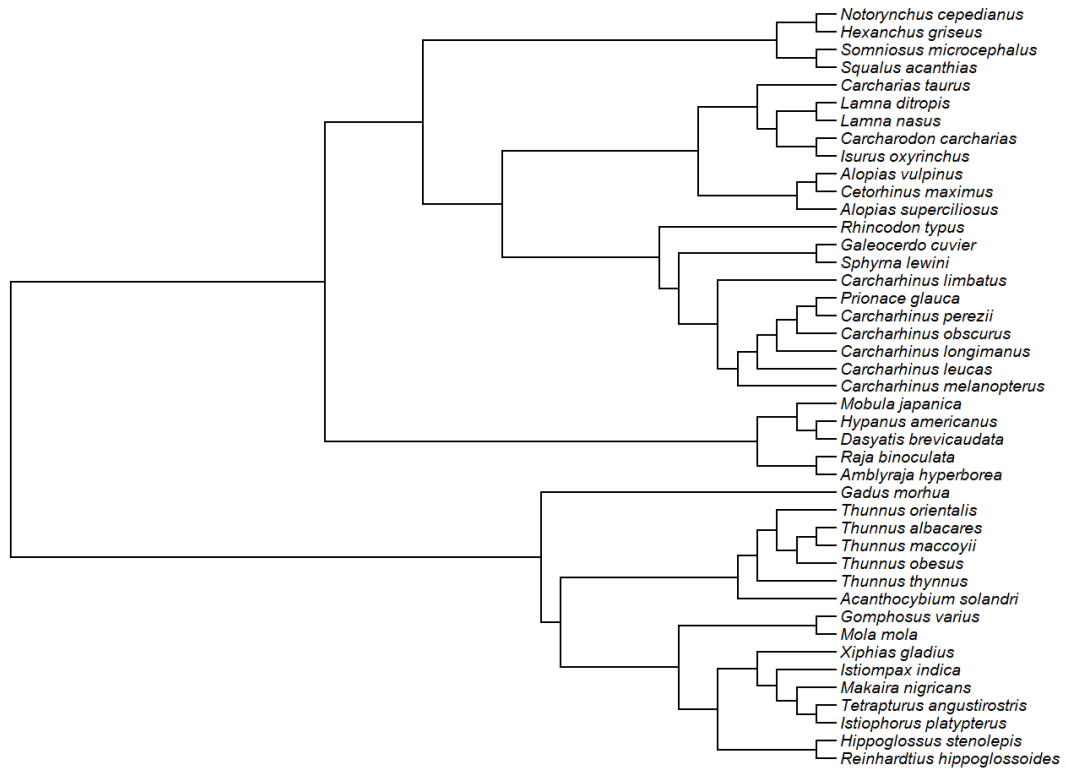 Notorynchus cepedianus
Hexanchus griseus
Somniosus microcephalus
Squalus acanthias
Carcharias taurus
Lamna ditropis
Lamna nasus
Carcharodon carcharias
Isurus oxyrinchus
Alopias vulpinus
Cetorhinus maximus
Alopias superciliosus
Rhincodon typus
Galeocerdo cuvier
Sphyrna lewini
Carcharhinus limbatus
Prionace glauca
Carcharhinus perezii
Carcharhinus obscurus
Carcharhinus longimanus
Carcharhinus leucas
Carcharhinus melanopterus
Mobula japanica
Hypanus americanus
Dasyatis brevicaudata
Raja binoculata
Amblyraja hyperborea
Gadus morhua
Thunnus orientalis
Thunnus albacares
Thunnus maccoyii
Thunnus obesus
Thunnus thynnus
Acanthocybium solandri
Gomphosus varius
Mola mola
Xiphias gladius
Istiompax indica
Makaira nigricans
Tetrapturus angustirostris
Istiophorus platypterus
Hippoglossus stenolepis
Reinhardtius hippoglossoides